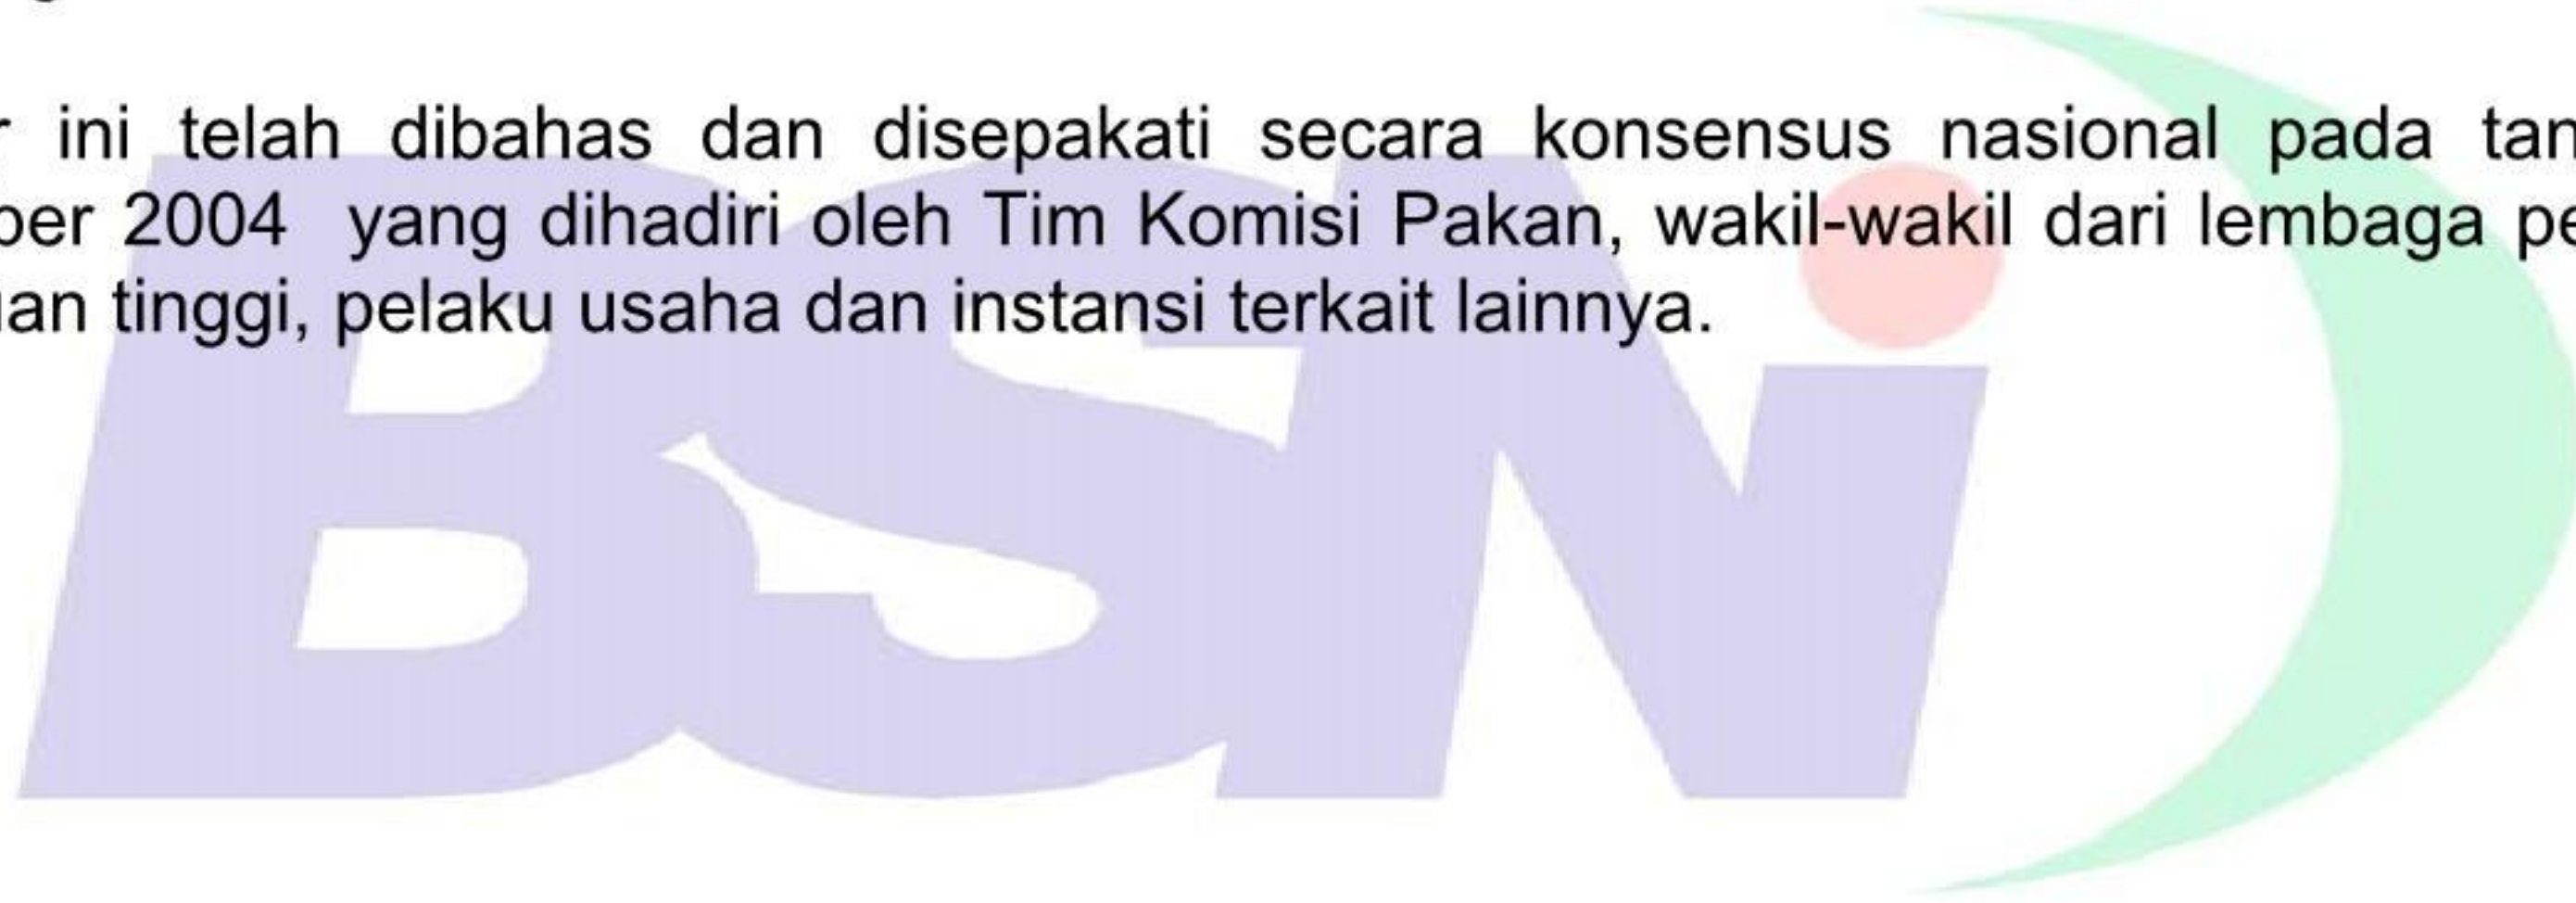 ini telah dibahas dan disepakati secara konsensus nasional pada
2004 yang dihadiri oleh Tim Komisi Pakan, wakil-wakil dari lembaga
tinggi, pelaku usaha dan instansi terkait lainnya.
BSNi